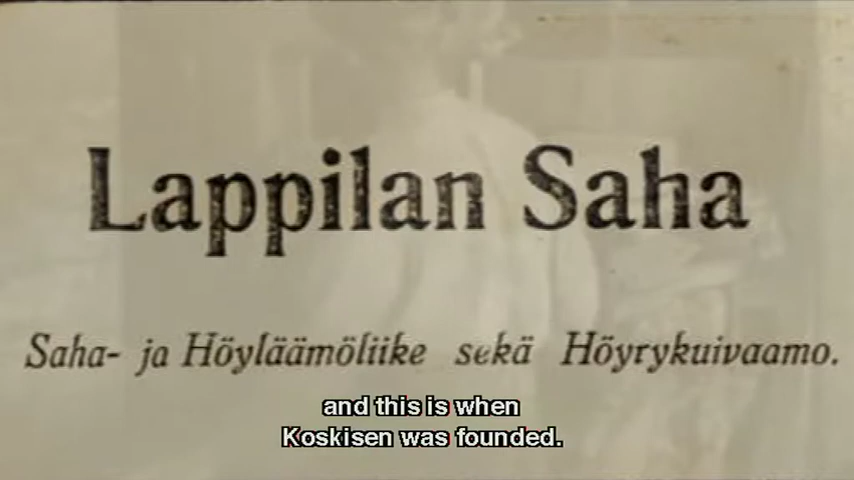 Lappilan Saha
Saha- ja Höyläämöliike sekä Höyrykuivaamo.
and this is when
Koskisen was founded.